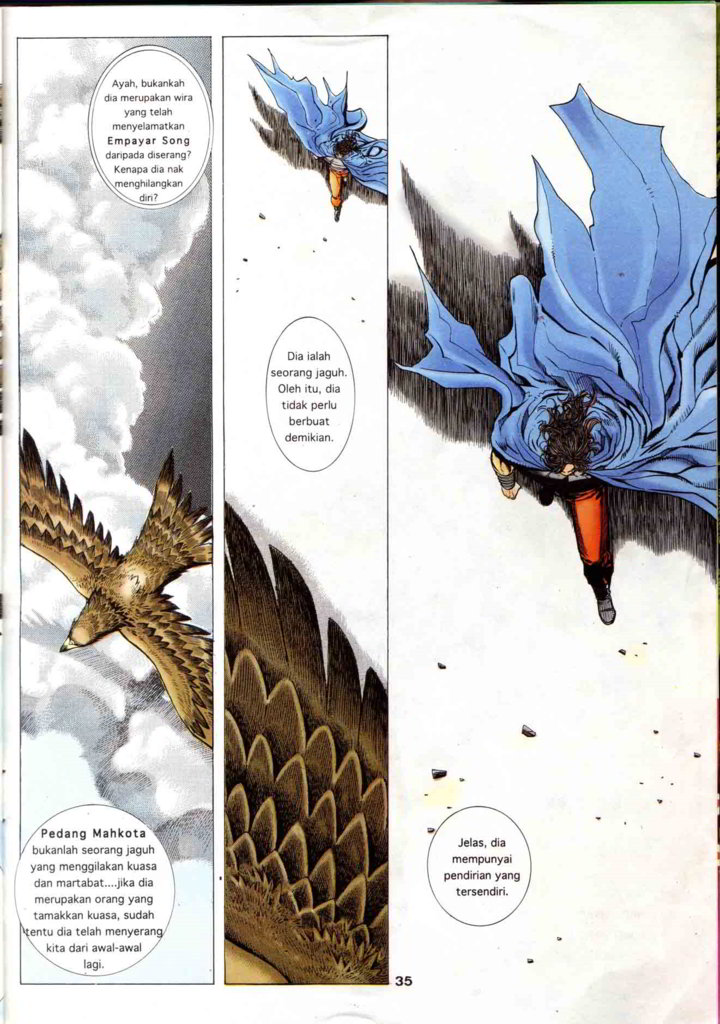 Ayah, bukankah
dia merupakan wira
yang telah
menyelamatkan
Empayar Song
daripada diserang?
Kenapa dia nak
menghilangkan
diri?
Pedang Mahkota
bukanlah seorang jaguh
yang menggilakan kuasa
dan martabat....jika dia
merupakan orang yang
tamakkan kuasa, sudah
tentu dia telah menyerang
kita dari awal-awal
lagi.
Dia ialah
seorang jaguh.
Oleh itu, dia
tidak perlu
berbuat
demikian.
Jelas, dia
mempunyai
pendirian yang
tersendiri.
35